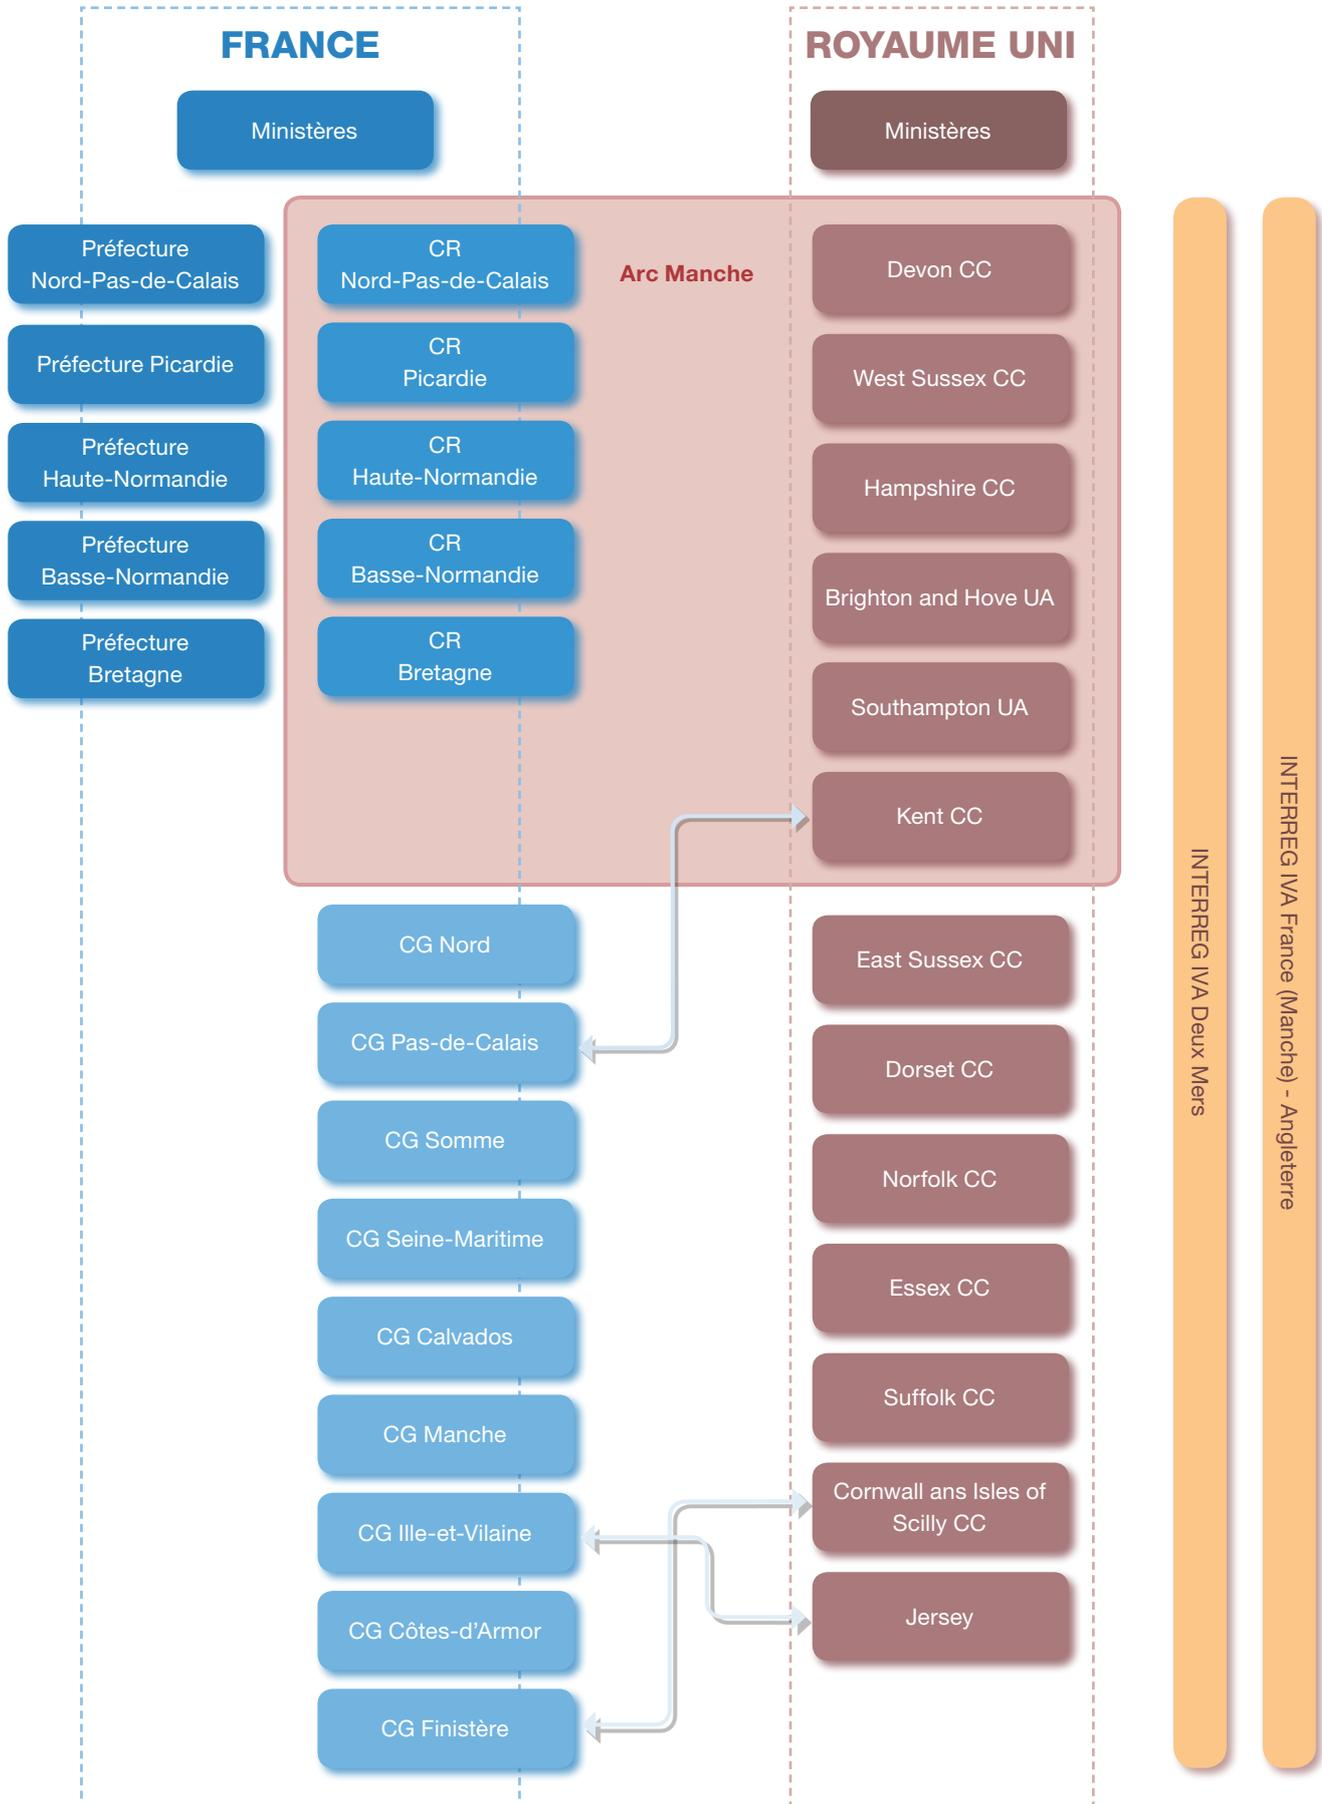 FRANCE
ROYAUME UNI
Ministères
Ministères
Préfecture
Nord-Pas-de-Calais
Préfecture Picardie
Préfecture
Haute-Normandie
Préfecture
Basse-Normandie
Préfecture
Bretagne
CR
Nord-Pas-de-Calais
CR
Picardie
CR
Haute-Normandie
CR
Basse-Normandie
CR
Bretagne
Arc Manche
Devon CC
West Sussex CC
Hampshire CC
Brighton and Hove UA
Southampton UA
Kent CC
CG Nord
CG Pas-de-Calais
CG Somme
CG Seine-Maritime
CG Calvados
CG Manche
CG Ille-et-Vilaine
CG Côtes-d’Armor
CG Finistère
East Sussex CC
Dorset CC
Norfolk CC
Essex CC
Suffolk CC
Cornwall ans Isles of
Scilly CC
Jersey
INTERREG IVA Deux Mers
INTERREG IVA France (Manche) - Angleterre